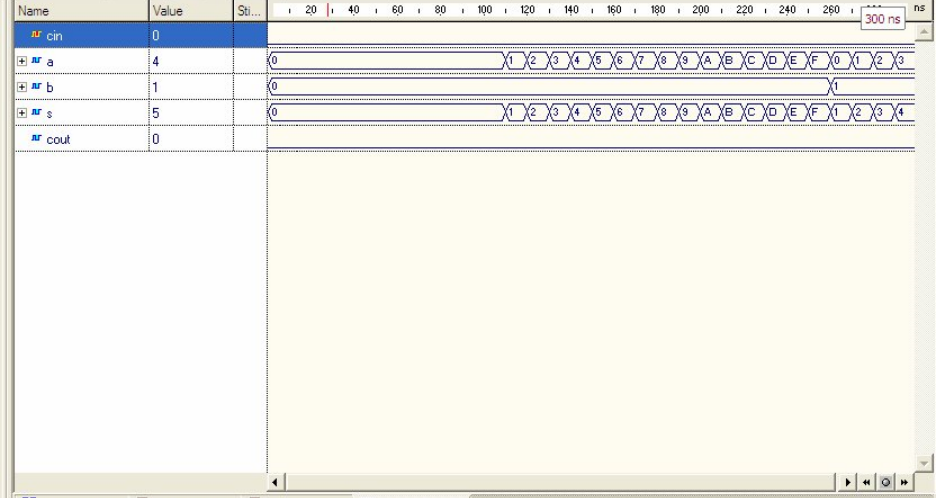 Name Value Sti... 20 40 60 80 100 120 140 160 180 200 220 240 260 ns
300 ns
cin 0
a 4 0 1 2 3 4 5 6 7 8 9 A B C D E F 0 1 2 3
b 1 0 1
s 5 0 1 2 3 4 5 6 7 8 9 A B C D E F 1 2 3 4
cout 0